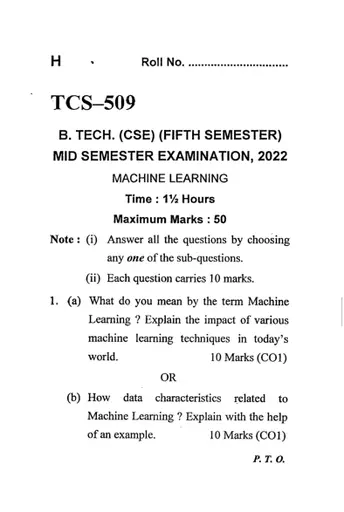 H
Roll No. ..............................
TCS–509
B. TECH. (CSE) (FIFTH SEMESTER)
MID SEMESTER EXAMINATION, 2022
MACHINE LEARNING
Time : 1½ Hours
Maximum Marks : 50
Note : (i) Answer all the questions by choosing
any one of the sub-questions.
(ii) Each question carries 10 marks.
1. (a) What do you mean by the term Machine
Learning ? Explain the impact of various
machine learning techniques in today's
world. 10 Marks (CO1)
OR
(b) How data characteristics related to
Machine Learning ? Explain with the help
of an example. 10 Marks (CO1)
P. T. O.